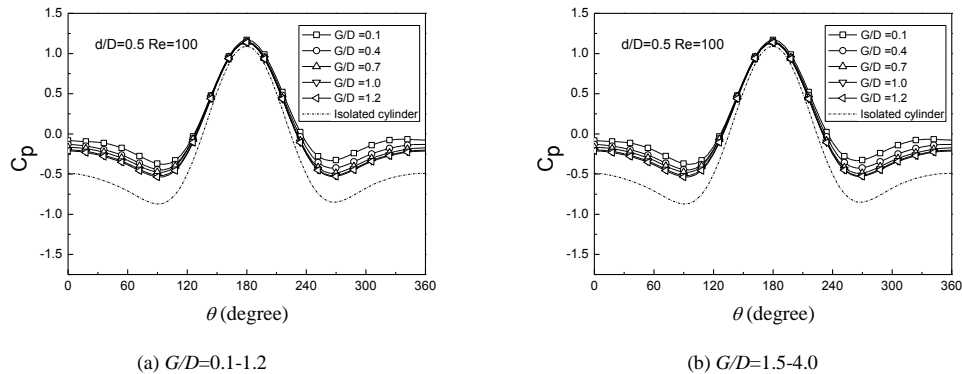 d/D=0.5 Re=100
G/D =0.1
G/D =0.4
G/D =0.7
G/D =1.0
G/D =1.2
Isolated cylinder
Cp
1.5
1.0
0.5
0.0
-0.5
-1.0
-1.5
0 60 120 180 240 300 360
θ (degree)
(a) G/D=0.1-1.2
d/D=0.5 Re=100
G/D =0.1
G/D =0.4
G/D =0.7
G/D =1.0
G/D =1.2
Isolated cylinder
Cp
1.5
1.0
0.5
0.0
-0.5
-1.0
-1.5
0 60 120 180 240 300 360
θ (degree)
(b) G/D=1.5-4.0